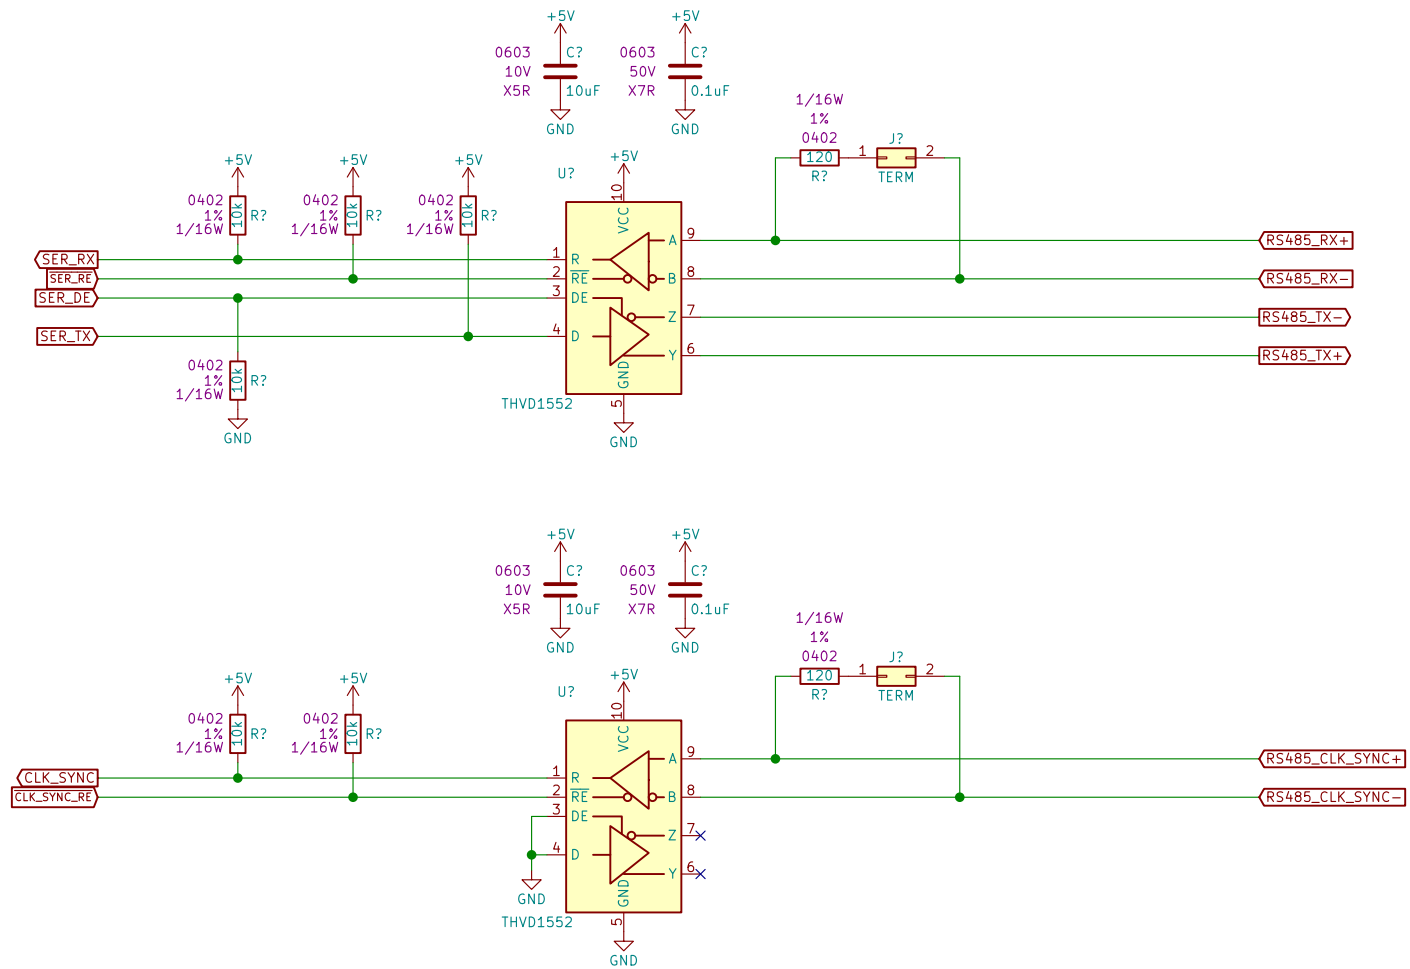 +5V +5V
0603 C? 0603 C?
10V 50V
X5R 10uF X7R 0.1uF
GND GND
1/16W
1%
0402 J?
120 1 2
R? TERM
+5V +5V +5V +5V
U? 10 VCC
0402 0402 0402
1% 10k R? 1% 10k R? 1% 10k R?
1/16W 1/16W 1/16W
A 9 RS485_RX+
SER_RX 1 R
SER_RE 2 RE B 8 RS485_RX-
SER_DE 3 DE
Z 7 RS485_TX-
SER_TX 4 D
Y 6 RS485_TX+
0402
1% 10k R?
1/16W
GND 5
THVD1552
GND GND
+5V +5V
0603 C? 0603 C?
10V 50V
X5R 10uF X7R 0.1uF
GND GND
1/16W
1%
0402 J?
120 1 2
R? TERM
+5V +5V +5V
U? 10 VCC
0402 0402
1% 10k R? 1% 10k R?
1/16W 1/16W
A 9 RS485_CLK_SYNC+
CLK_SYNC 1 R
CLK_SYNC_RE 2 RE B 8 RS485_CLK_SYNC-
3 DE
Z 7
4 D
Y 6
GND
GND 5
THVD1552
GND